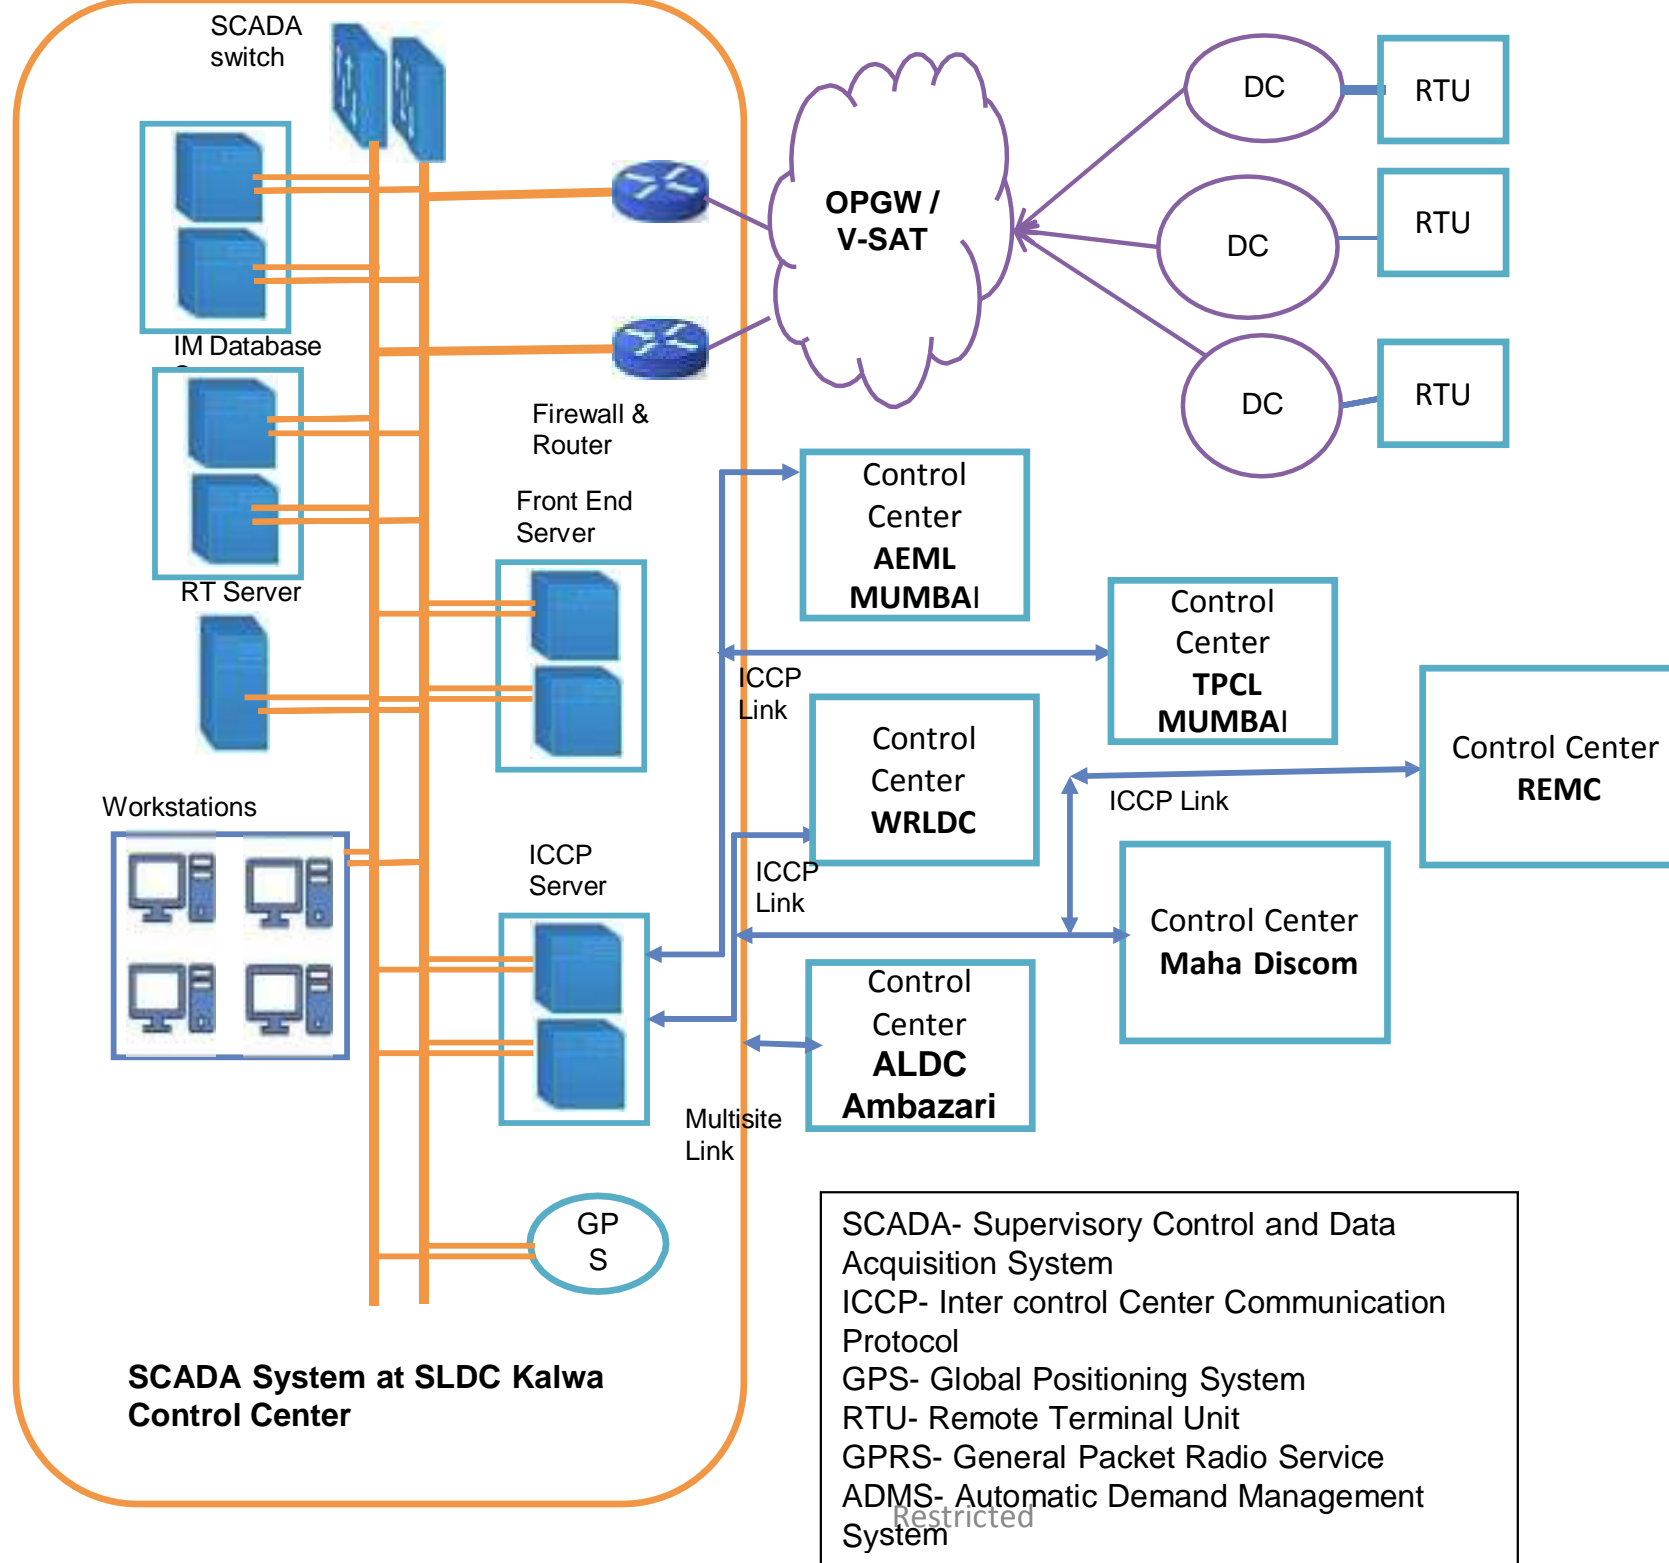 SCADA
switch
IM Database
RT Server
Workstations
Firewall &
Router
Front End
Server
ICCP
Server
GP
S
SCADA System at SLDC Kalwa
Control Center
OPGW /
V-SAT
DC
RTU
DC
RTU
DC
RTU
Control
Center
AEML
MUMBAI
Control
Center
TPCL
MUMBAI
ICCP
Link
Control
Center
WRLDC
ICCP
Link
Control Center
REMC
ICCP Link
Control Center
Maha Discom
Control
Center
ALDC
Ambazari
Multisite
Link
SCADA- Supervisory Control and Data
Acquisition System
ICCP- Inter control Center Communication
Protocol
GPS- Global Positioning System
RTU- Remote Terminal Unit
GPRS- General Packet Radio Service
ADMS- Automatic Demand Management
System
Restricted